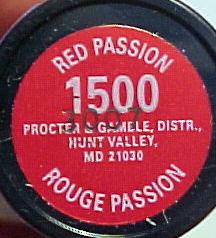 RED PASSION
1500
PROCTER & GAMBLE, DISTR.,
HUNT VALLEY,
MD 21030
ROUGE PASSION